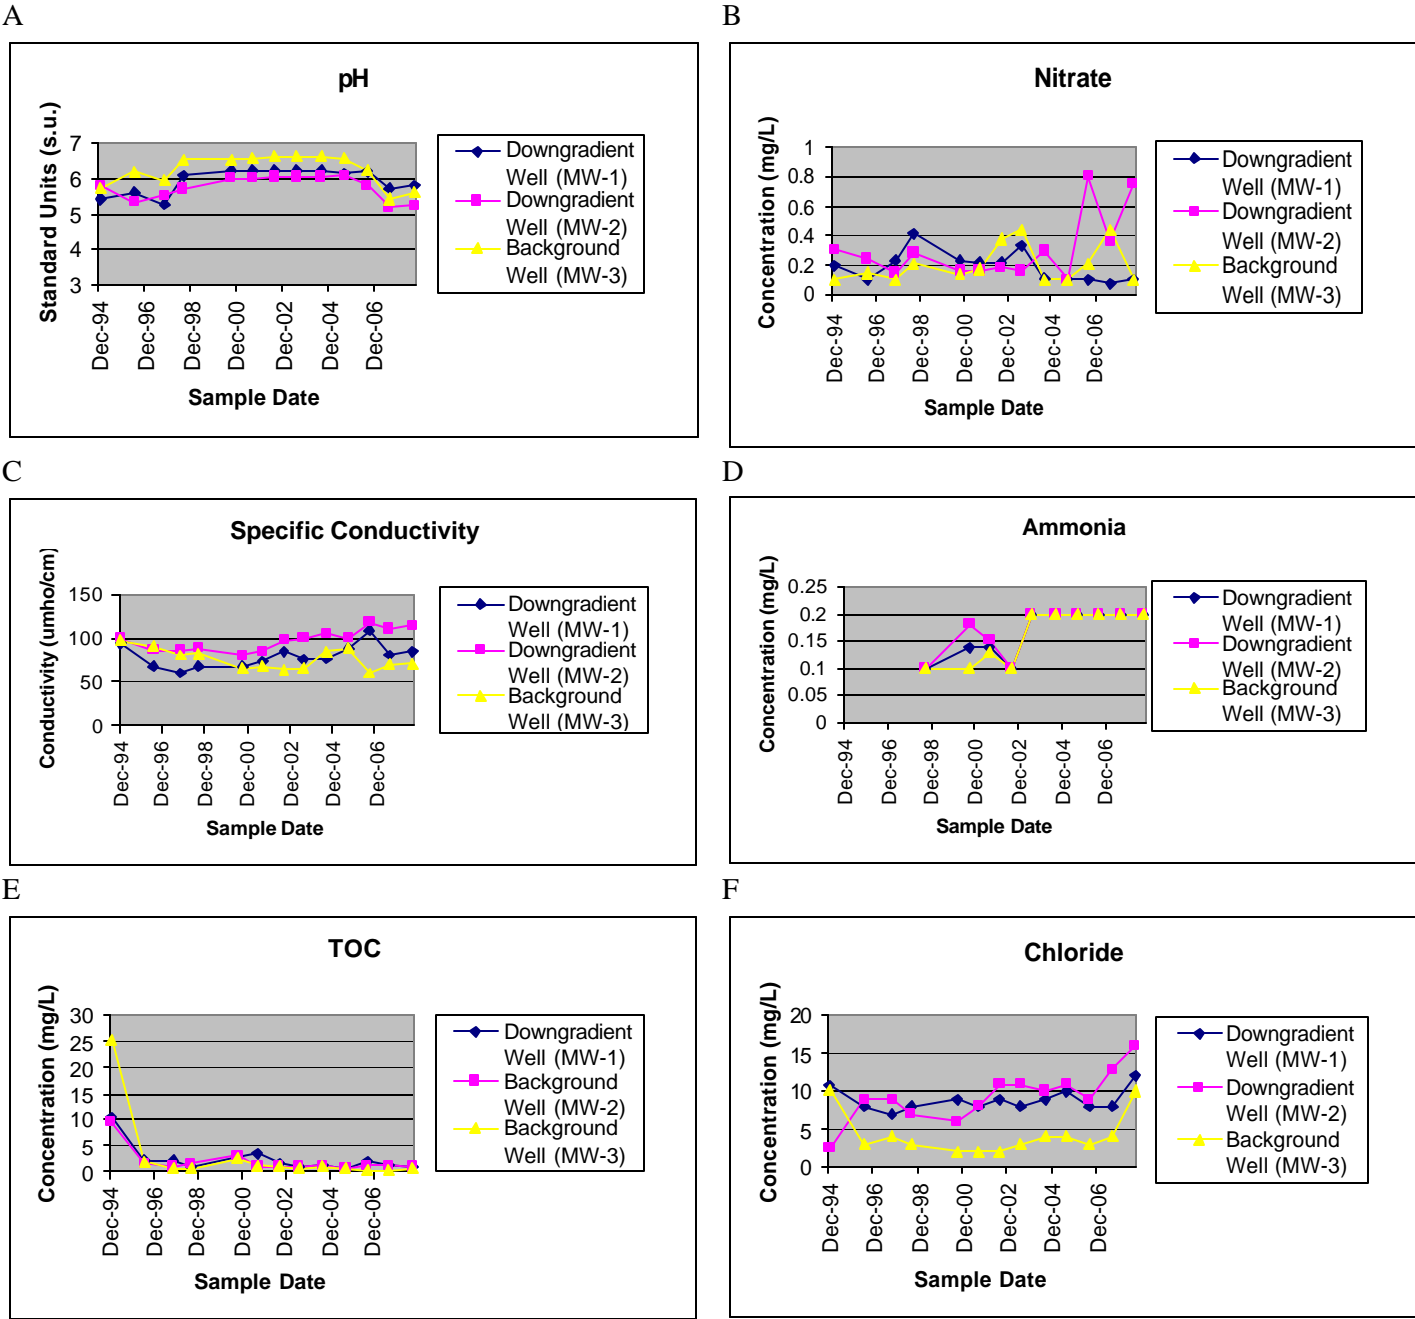 A
pH
Standard Units (s.u.)
7
6
5
4
3
Dec-94
Dec-96
Dec-98
Dec-00
Dec-02
Dec-04
Dec-06
Sample Date
Downgradient
Well (MW-1)
Downgradient
Well (MW-2)
Background
Well (MW-3)
B
Nitrate
Concentration (mg/L)
1
0.8
0.6
0.4
0.2
0
Dec-94
Dec-96
Dec-98
Dec-00
Dec-02
Dec-04
Dec-06
Sample Date
Downgradient
Well (MW-1)
Downgradient
Well (MW-2)
Background
Well (MW-3)
C
Specific Conductivity
Conductivity (umho/cm)
150
100
50
0
Dec-94
Dec-96
Dec-98
Dec-00
Dec-02
Dec-04
Dec-06
Sample Date
Downgradient
Well (MW-1)
Downgradient
Well (MW-2)
Background
Well (MW-3)
D
Ammonia
Concentration (mg/L)
0.25
0.2
0.15
0.1
0.05
0
Dec-94
Dec-96
Dec-98
Dec-00
Dec-02
Dec-04
Dec-06
Sample Date
Downgradient
Well (MW-1)
Downgradient
Well (MW-2)
Background
Well (MW-3)
E
TOC
Concentration (mg/L)
30
25
20
15
10
5
0
Dec-94
Dec-96
Dec-98
Dec-00
Dec-02
Dec-04
Dec-06
Sample Date
Downgradient
Well (MW-1)
Background
Well (MW-2)
Background
Well (MW-3)
F
Chloride
Concentration (mg/L)
20
15
10
5
0
Dec-94
Dec-96
Dec-98
Dec-00
Dec-02
Dec-04
Dec-06
Sample Date
Downgradient
Well (MW-1)
Downgradient
Well (MW-2)
Background
Well (MW-3)